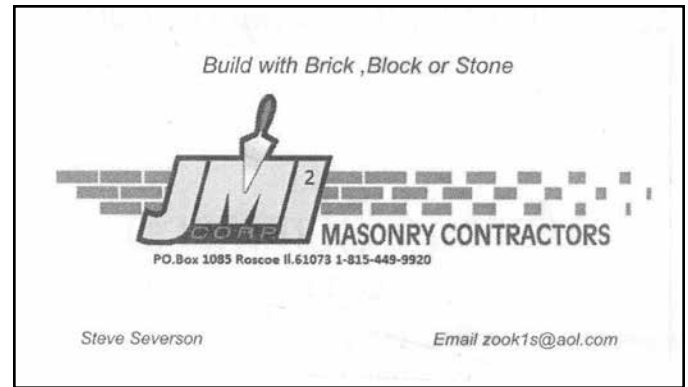 Build with Brick ,Block or Stone
JMI 2
CORP
MASONRY CONTRACTORS
PO.Box 1085 Roscoe Il.61073 1-815-449-9920
Steve Severson
Email zook1s@aol.com